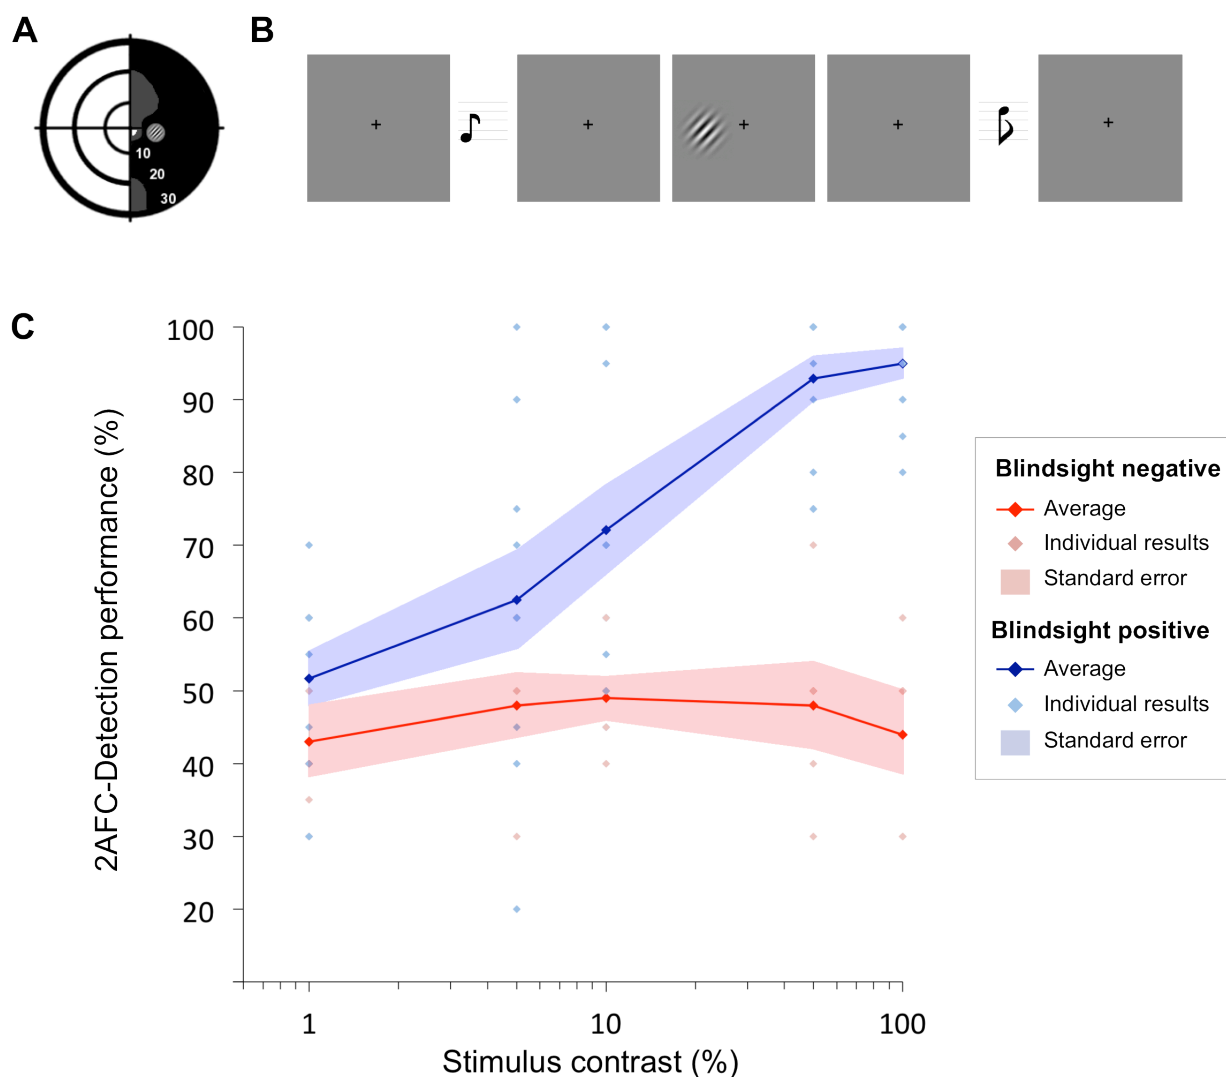 A
B
10
20
30
C
2AFC-Detection performance (%)
100
90
80
70
60
50
40
30
20
1
10
100
Stimulus contrast (%)
Blindsight negative
Average
Individual results
Standard error
Blindsight positive
Average
Individual results
Standard error